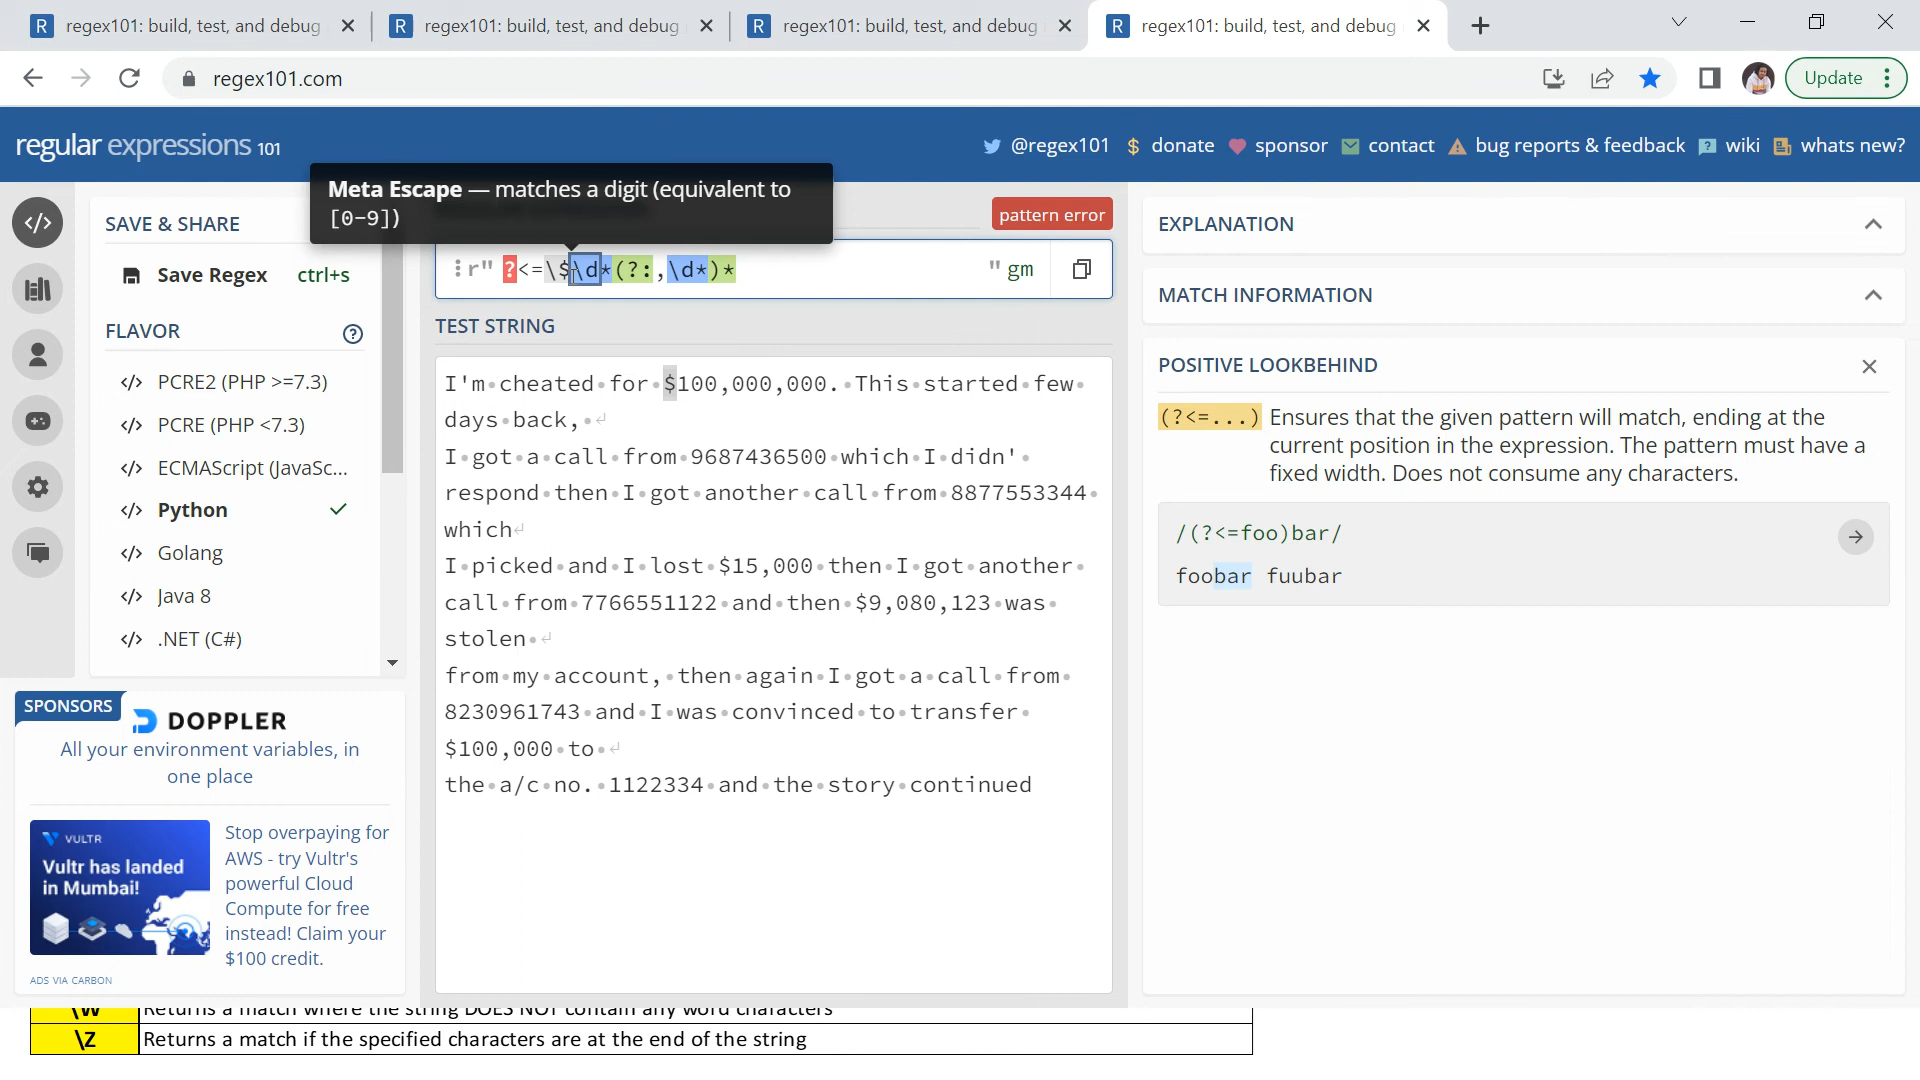 regex101: build, test, and debug
regex101: build, test, and debug
regex101: build, test, and debug
regex101: build, test, and debug
regex101.com
Update
regular expressions 101
@regex101
$ donate
sponsor
contact
bug reports & feedback
wiki
whats new?
Meta Escape — matches a digit (equivalent to
[0-9])
SAVE & SHARE
Save Regex ctrl+s
FLAVOR
PCRE2 (PHP >=7.3)
PCRE (PHP <7.3)
ECMAScript (JavaSc...
Python
Golang
Java 8
.NET (C#)
SPONSORS
DOPPLER
All your environment variables, in
one place
VULTR
Vultr has landed
in Mumbai!
Stop overpaying for
AWS - try Vultr's
powerful Cloud
Compute for free
instead! Claim your
$100 credit.
ADS VIA CARBON
pattern error
r" ?<=\$\d*(?:,\d*)* " gm
TEST STRING
I'm cheated for $100,000,000. This started few
days back,
I got a call from 9687436500 which I didn'
respond then I got another call from 8877553344
which
I picked and I lost $15,000 then I got another
call from 7766551122 and then $9,080,123 was
stolen
from my account, then again I got a call from
8230961743 and I was convinced to transfer
$100,000 to
the a/c no. 1122334 and the story continued
EXPLANATION
MATCH INFORMATION
POSITIVE LOOKBEHIND
(?<=...) Ensures that the given pattern will match, ending at the
current position in the expression. The pattern must have a
fixed width. Does not consume any characters.
/(?<=foo)bar/
foobar fuubar
\W Returns a match where the string DOES NOT contain any word characters
\Z Returns a match if the specified characters are at the end of the string